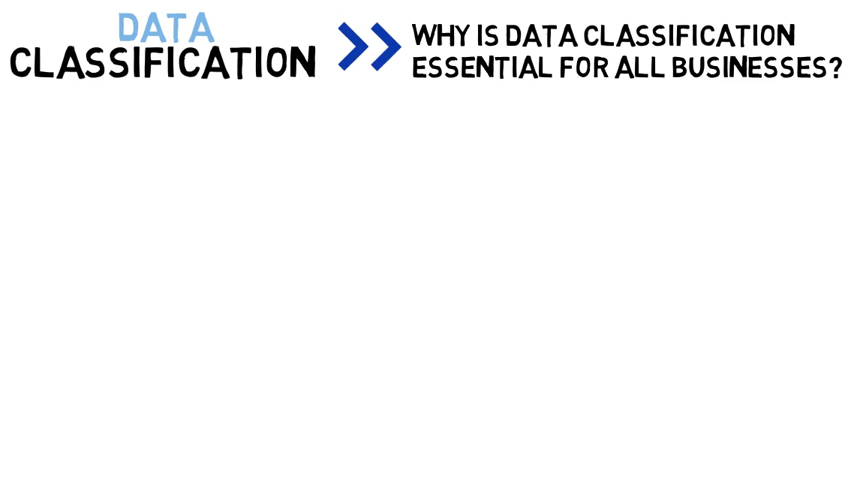 DATA
CLASSIFICATION
WHY IS DATA CLASSIFICATION
ESSENTIAL FOR ALL BUSINESSES?